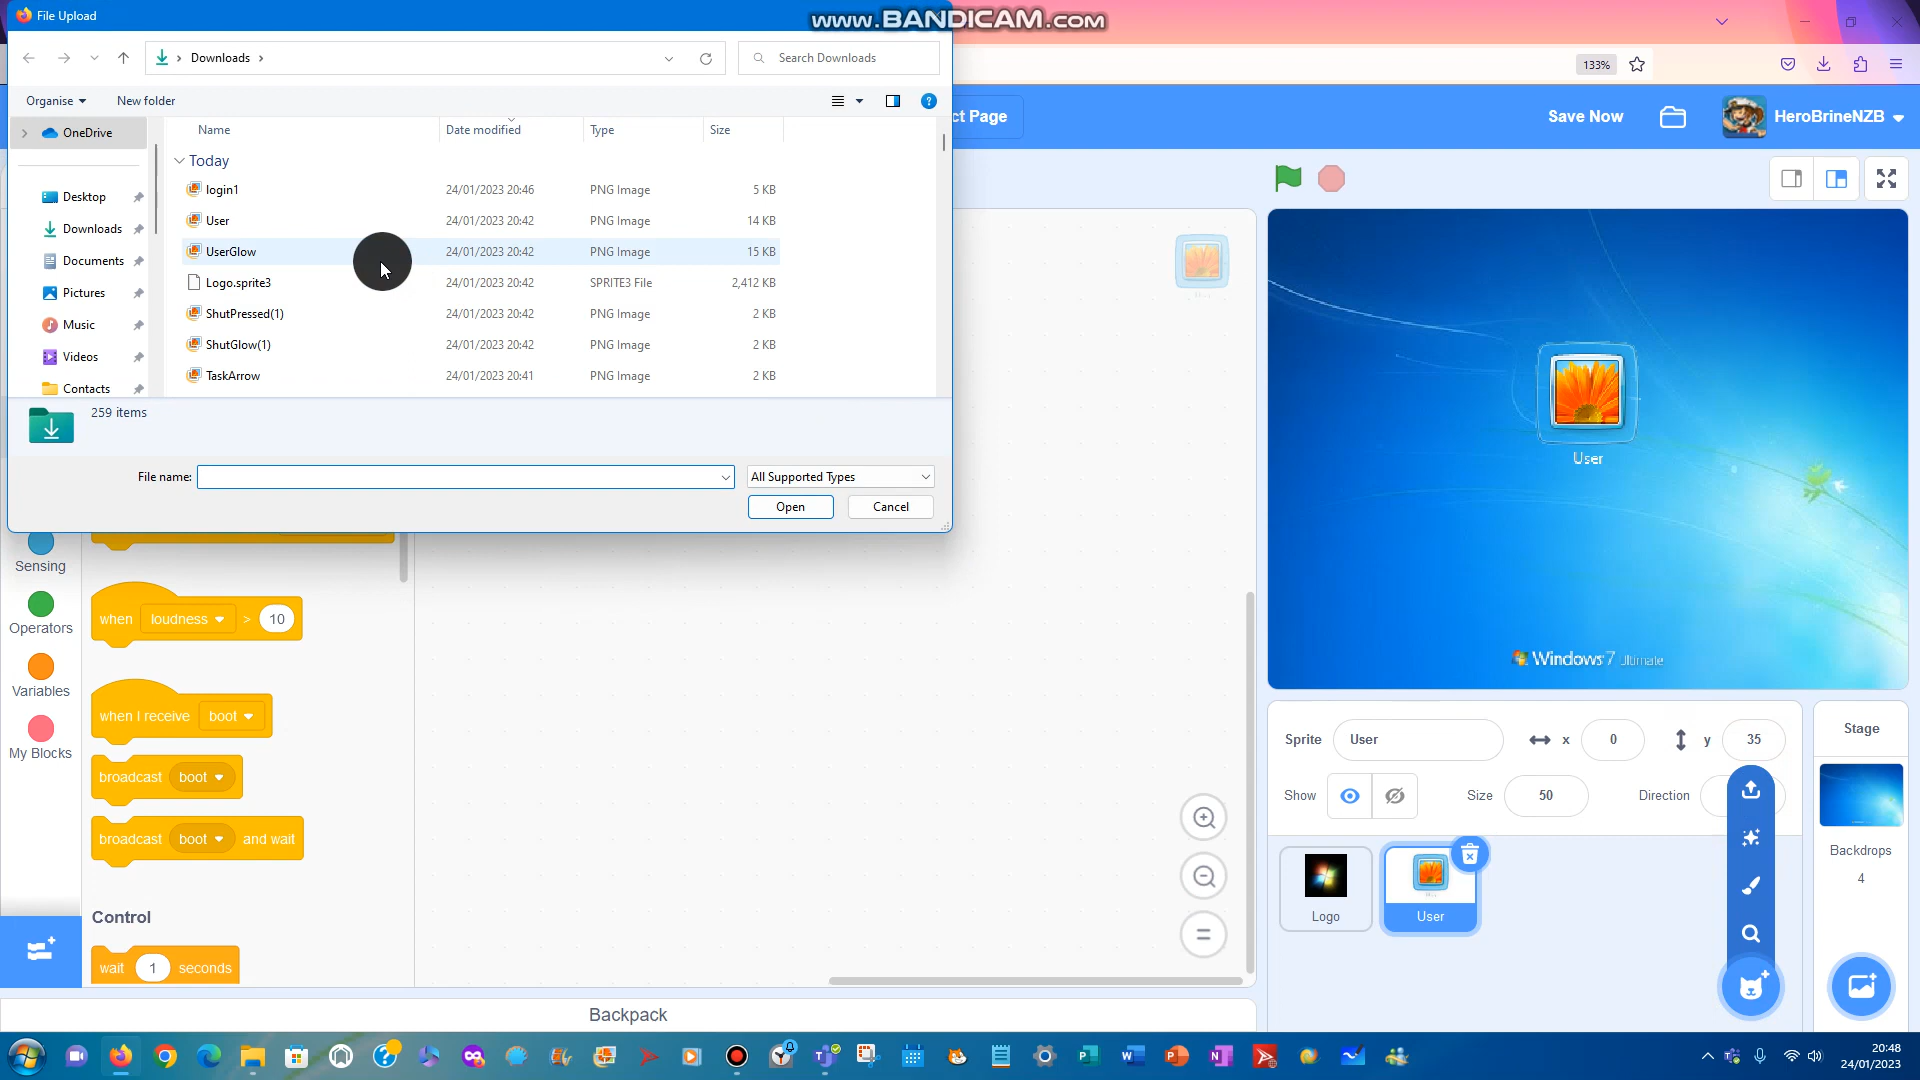 File Upload
www.BANDICAM.com
Downloads
Search Downloads
133%
Organise
New folder
OneDrive
Desktop
Downloads
Documents
Pictures
Music
Videos
Contacts
Name Date modified Type Size
Today
login1 24/01/2023 20:46 PNG Image 5 KB
User 24/01/2023 20:42 PNG Image 14 KB
UserGlow 24/01/2023 20:42 PNG Image 15 KB
Logo.sprite3 24/01/2023 20:42 SPRITE3 File 2,412 KB
ShutPressed(1) 24/01/2023 20:42 PNG Image 2 KB
ShutGlow(1) 24/01/2023 20:42 PNG Image 2 KB
TaskArrow 24/01/2023 20:41 PNG Image 2 KB
259 items
File name:
All Supported Types
Open
Cancel
ct Page
Save Now
HeroBrineNZB
User
Windows 7 Ultimate
Sensing
Operators
Variables
My Blocks
when loudness > 10
when I receive boot
broadcast boot
broadcast boot and wait
Control
wait 1 seconds
Backpack
Sprite User x 0 y 35
Show Size 50 Direction
Logo
User
Stage
Backdrops
4
20:48
24/01/2023